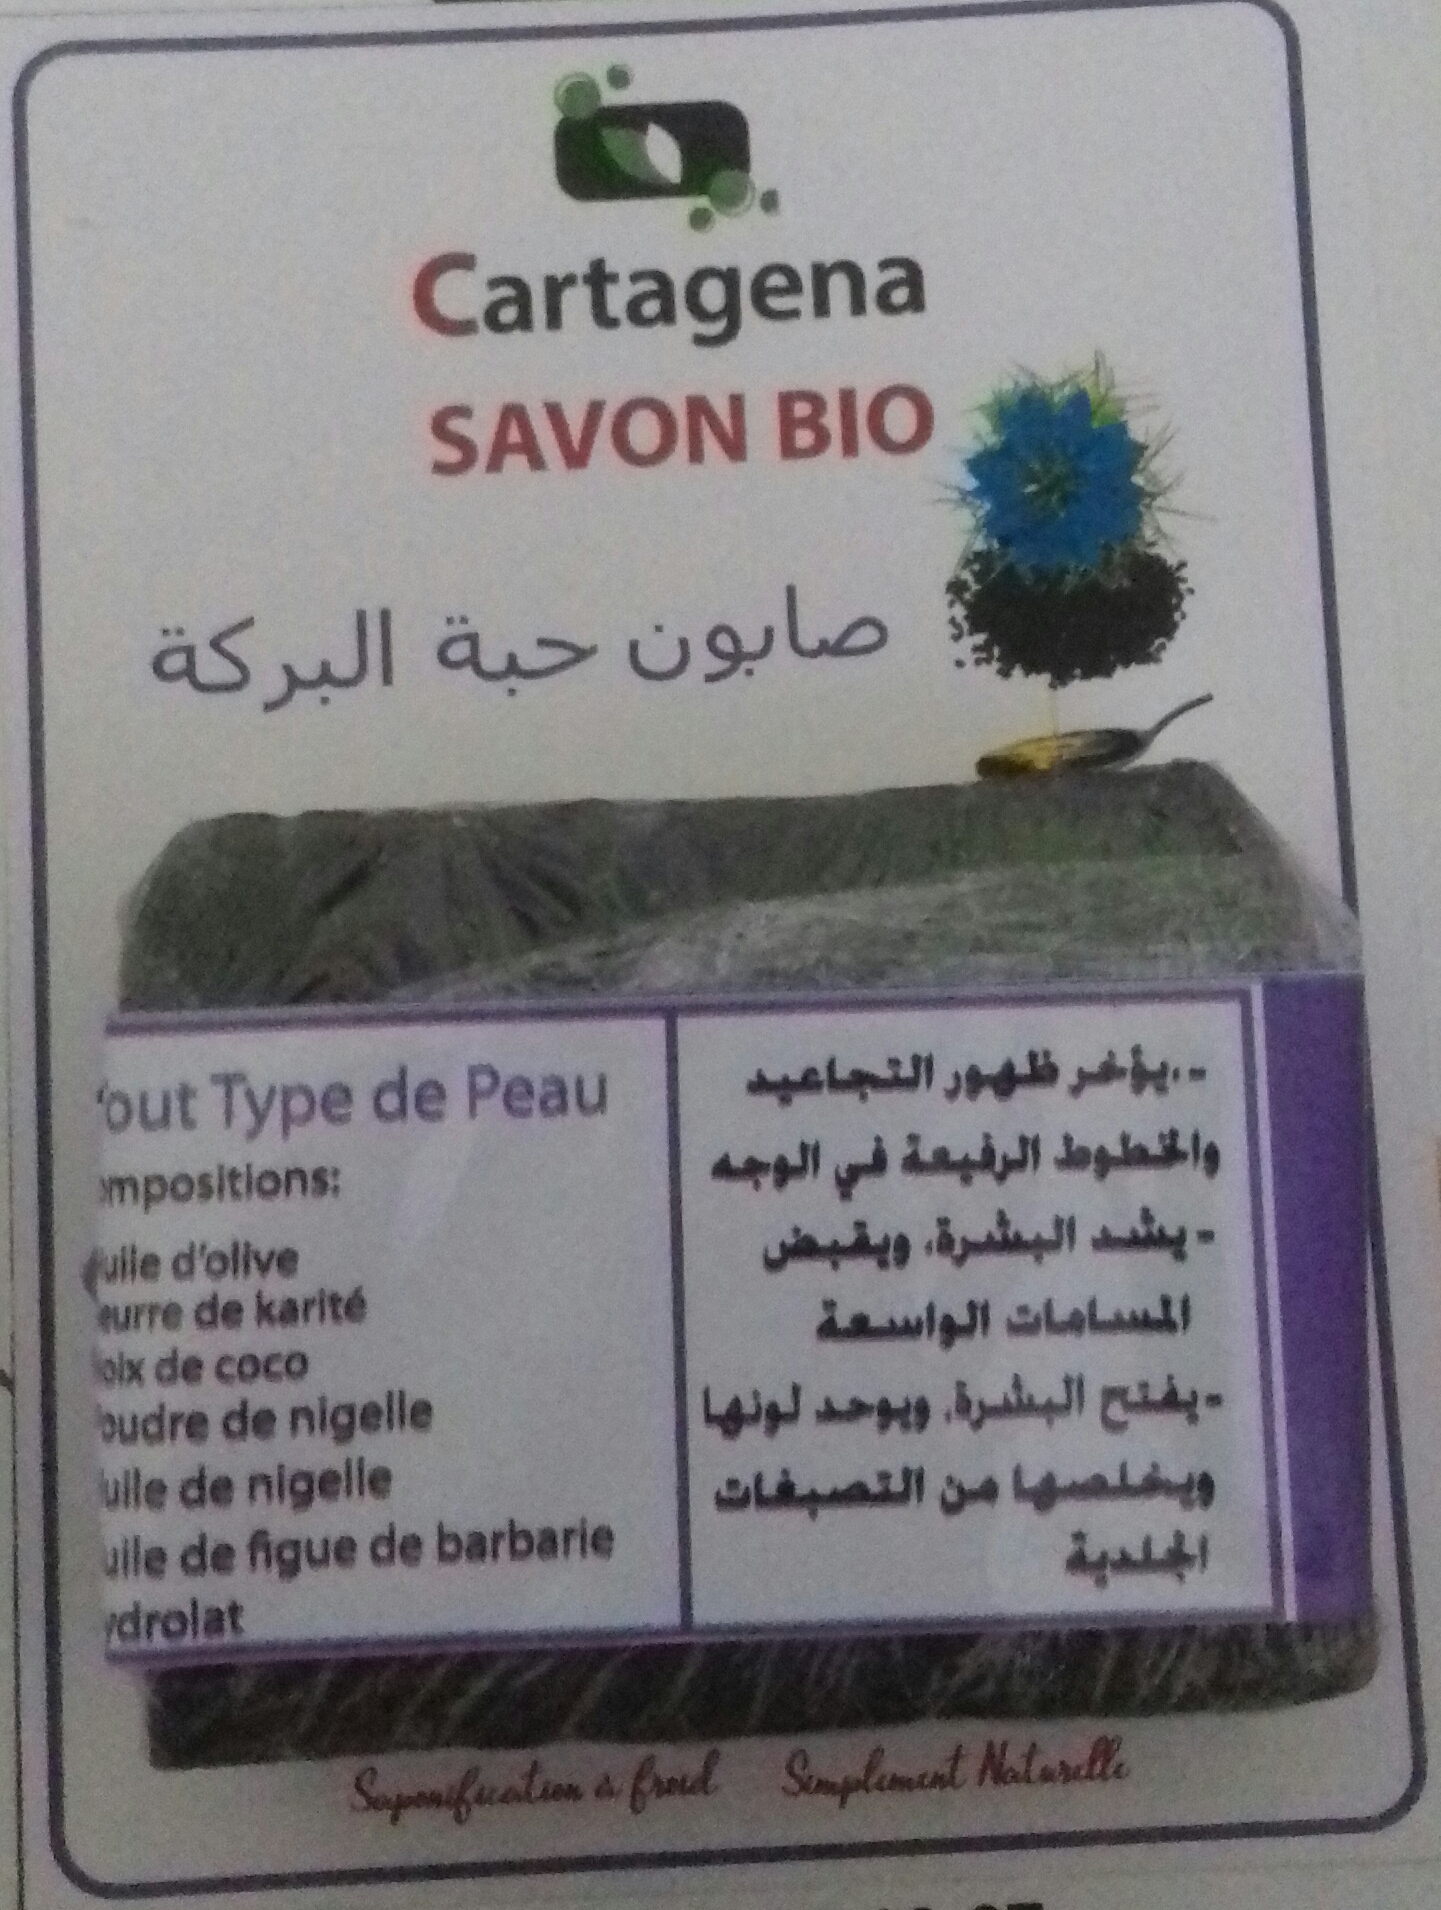 Cartagena
SAVON BIO
صابون حبة البركة
out Type de Peau
ompositions:
uile d'olive
eurre de karité
oix de coco
oudre de nigelle
uile de nigelle
uile de figue de barbarie
ydrolat
-.يؤخر ظهور التجاعيد
والخطوط الرفيعة في الوجه
- يشد البشرة، ويقبض
المسامات الواسعة
- يفتح البشرة، ويوحد لونها
ويخلصها من التصبغات
الجلدية
Saponification à froid Simplement Naturelle